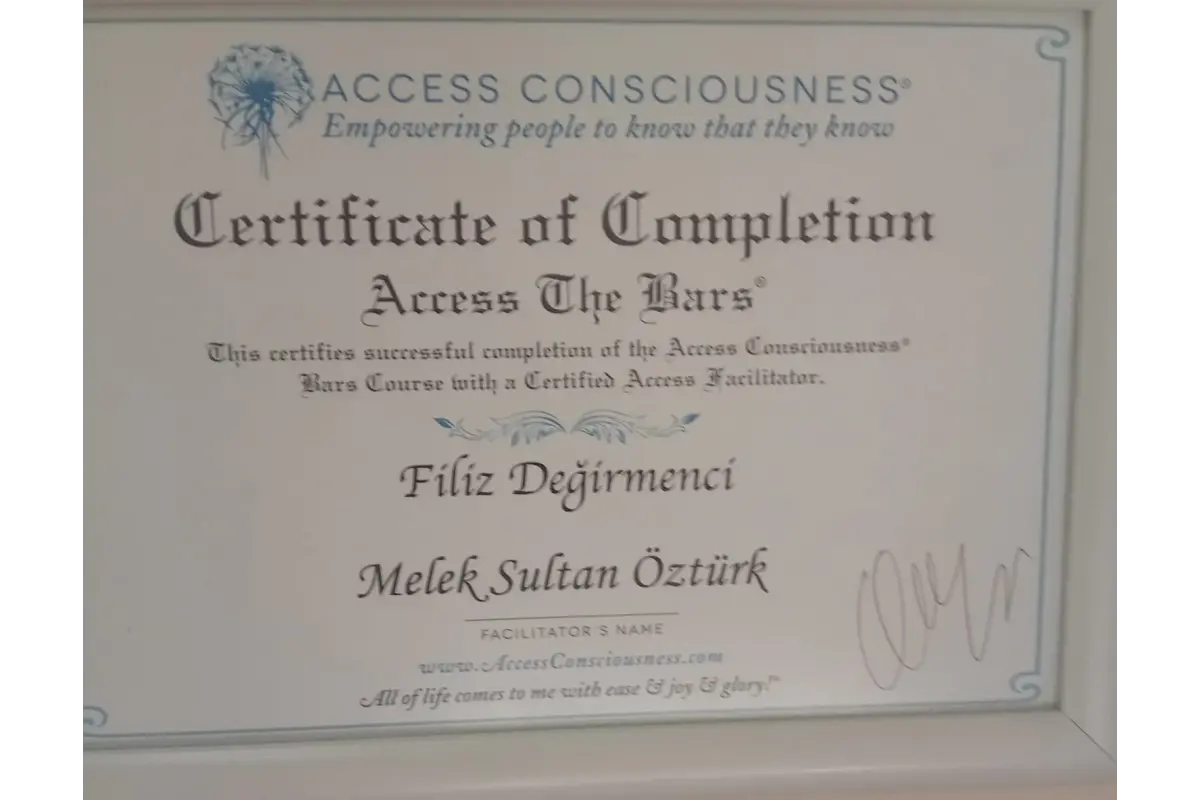 ACCESS CONSCIOUSNESS®
Empowering people to know that they know
Certificate of Completion
Access The Bars®
This certifies successful completion of the Access Consciousness®
Bars Course with a Certified Access Facilitator.
Filiz Değirmenci
Melek Sultan Öztürk
FACILITATOR'S NAME
www.AccessConsciousness.com
All of life comes to me with ease & joy & glory!™